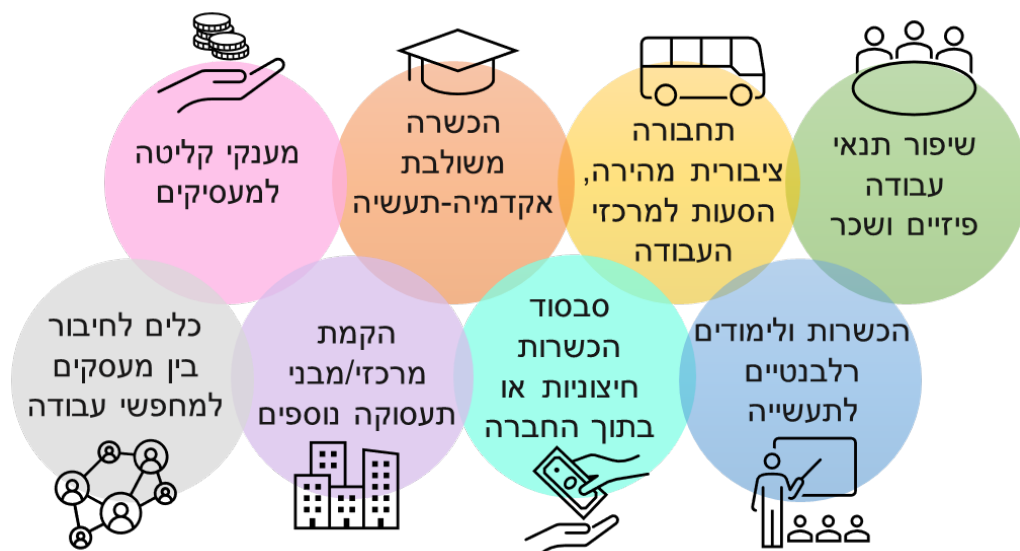 שיפור תנאי
עבודה
פיזיים ושכר
תחבורה
ציבורית מהירה,
הסעות למרכזי
העבודה
הכשרה
משולבת
אקדמיה-תעשיה
מענקי קליטה
למעסיקים
הכשרות ולימודים
רלבנטיים
לתעשייה
סבסוד
הכשרות
חיצוניות או
בתוך החברה
הקמת
מרכזי/מבני
תעסוקה נוספים
כלים לחיבור
בין מעסקים
למחפשי עבודה